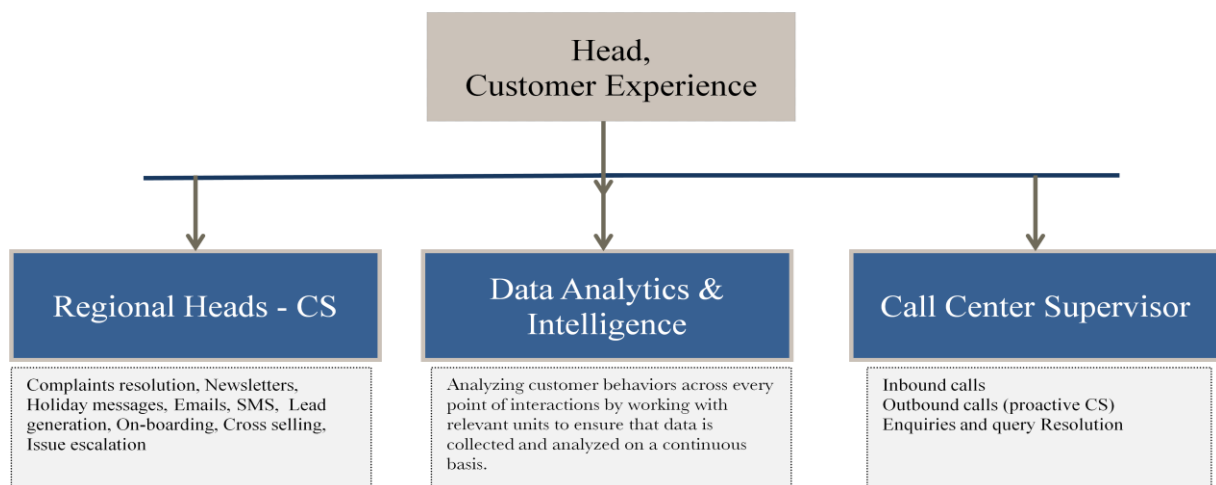 Head,
Customer Experience
Regional Heads - CS
Data Analytics &
Intelligence
Call Center Supervisor
Complaints resolution, Newsletters,
Holiday messages, Emails, SMS, Lead
generation, On-boarding, Cross selling,
Issue escalation
Analyzing customer behaviors across every
point of interactions by working with
relevant units to ensure that data is
collected and analyzed on a continuous
basis.
Inbound calls
Outbound calls (proactive CS)
Enquiries and query Resolution